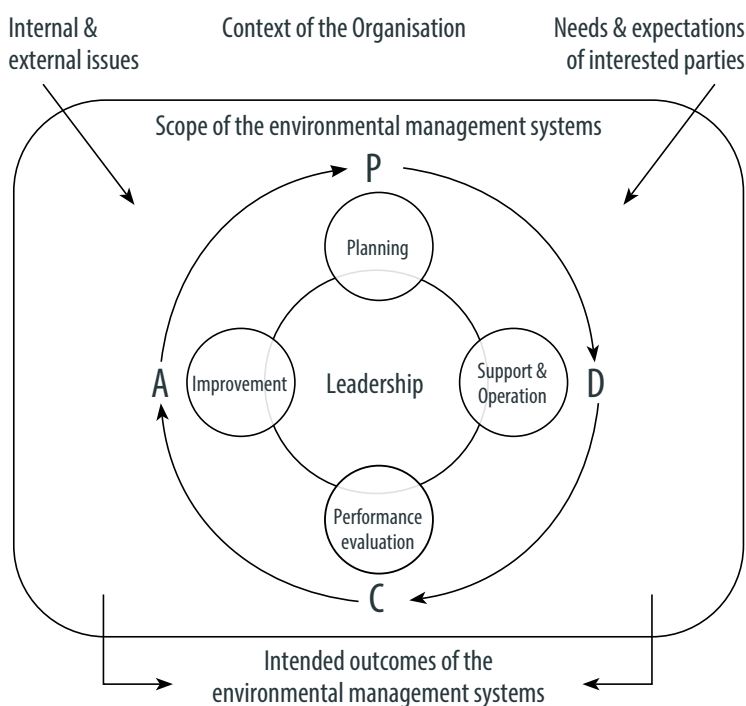 Internal &
external issues
Context of the Organisation
Needs & expectations
of interested parties
Scope of the environmental management systems
P
Planning
A
Improvement
Leadership
Support &
Operation
D
Performance
evaluation
C
Intended outcomes of the
environmental management systems